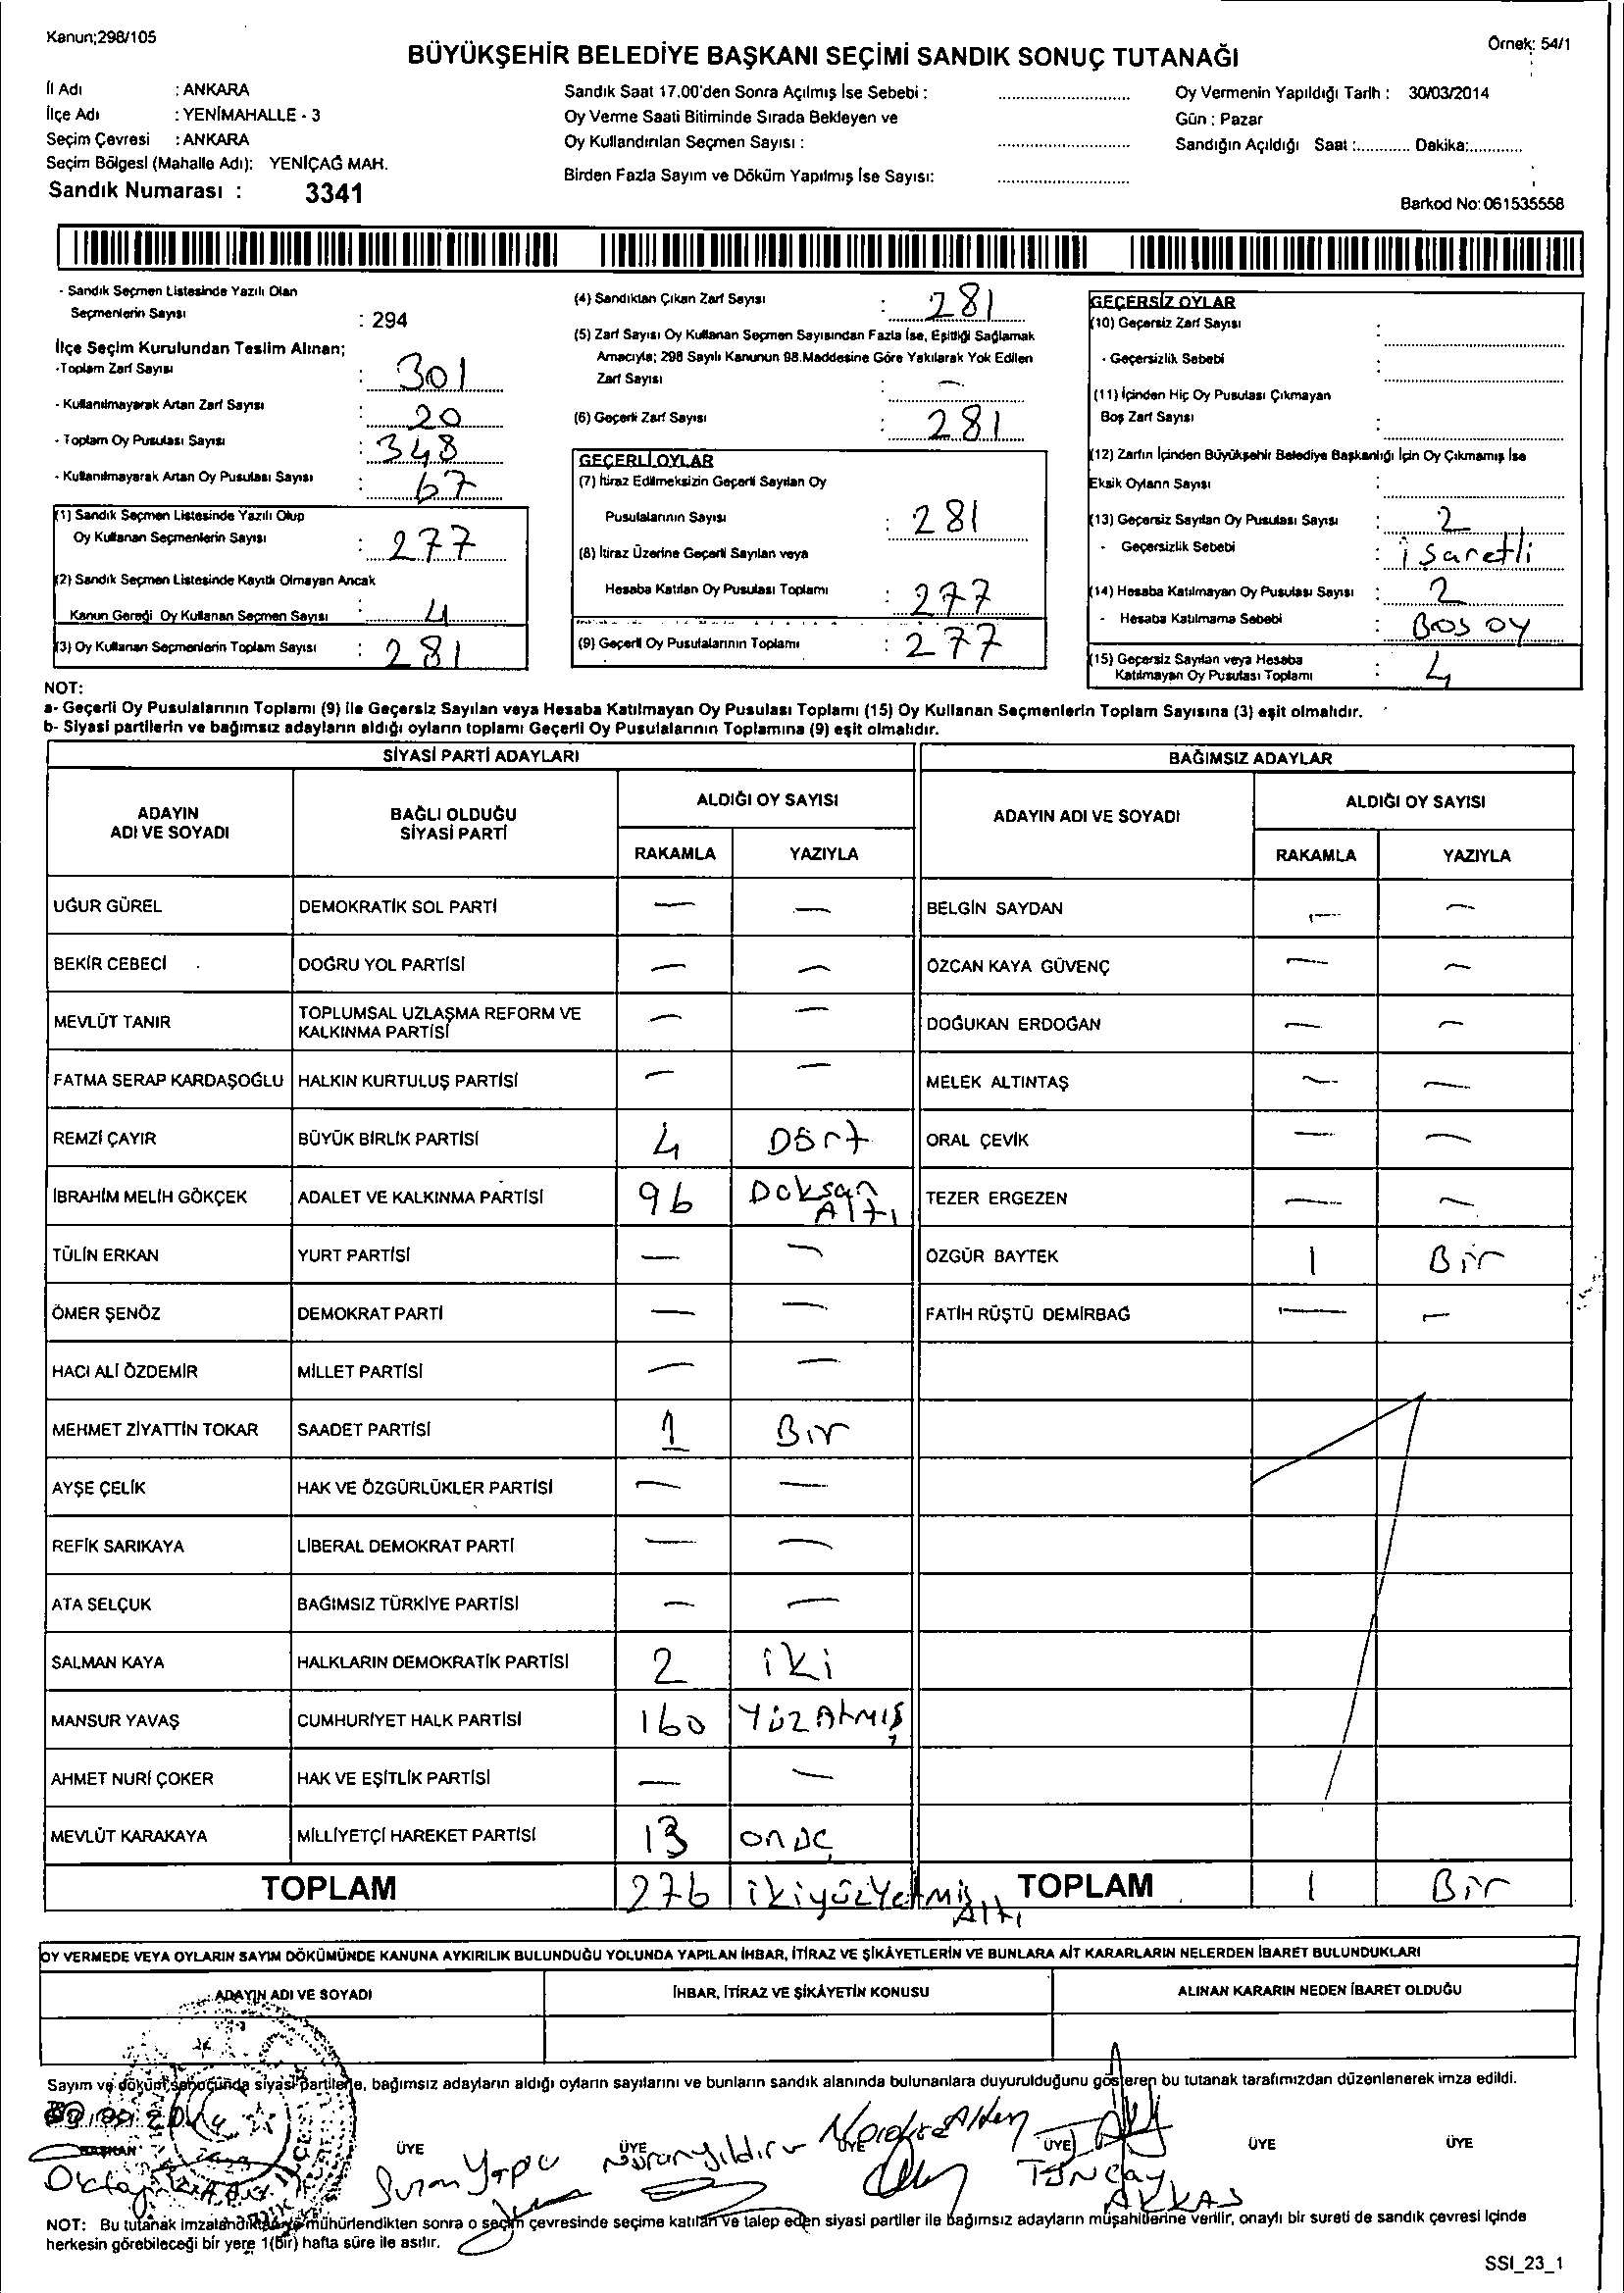 Kanun;298/105
Örnek: 54/1
BÜYÜKŞEHİR BELEDİYE BAŞKANI SEÇİMİ SANDIK SONUÇ TUTANAĞI
İl Adı : ANKARA
İlçe Adı : YENİMAHALLE - 3
Seçim Çevresi : ANKARA
Seçim Bölgesi (Mahalle Adı): YENİÇAĞ MAH.
Sandık Numarası : 3341
Sandık Saat 17.00'den Sonra Açılmış İse Sebebi : ............
Oy Verme Saati Bitiminde Sırada Bekleyen ve
Oy Kullandırılan Seçmen Sayısı : ............
Birden Fazla Sayım ve Döküm Yapılmış İse Sayısı: ............
Oy Vermenin Yapıldığı Tarih : 30/03/2014
Gün : Pazar
Sandığın Açıldığı Saat :............ Dakika:............
Barkod No: 061535558
- Sandık Seçmen Listesinde Yazılı Olan
Seçmenlerin Sayısı : 294
İlçe Seçim Kurulundan Teslim Alınan;
-Toplam Zarf Sayısı : 301
- Kullanılmayarak Artan Zarf Sayısı : 20
- Toplam Oy Pusulası Sayısı : 348
- Kullanılmayarak Artan Oy Pusulası Sayısı : 67
(1) Sandık Seçmen Listesinde Yazılı Olup
Oy Kullanan Seçmenlerin Sayısı : 277
(2) Sandık Seçmen Listesinde Kayıtlı Olmayan Ancak
Kanun Gereği Oy Kullanan Seçmen Sayısı : 4
(3) Oy Kullanan Seçmenlerin Toplam Sayısı : 281
(4) Sandıktan Çıkan Zarf Sayısı : 281
(5) Zarf Sayısı Oy Kullanan Seçmen Sayısından Fazla İse, Eşitliği Sağlamak
Amacıyla; 298 Sayılı Kanunun 98.Maddesine Göre Yakılarak Yok Edilen
Zarf Sayısı : —
(6) Geçerli Zarf Sayısı : 281
GEÇERLİ OYLAR
(7) İtiraz Edilmeksizin Geçerli Sayılan Oy
Pusulalarının Sayısı : 281
(8) İtiraz Üzerine Geçerli Sayılan veya
Hesaba Katılan Oy Pusulası Toplamı : 277
(9) Geçerli Oy Pusulalarının Toplamı : 277
GEÇERSİZ OYLAR
(10) Geçersiz Zarf Sayısı : ............
- Geçersizlik Sebebi : ............
(11) İçinden Hiç Oy Pusulası Çıkmayan
Boş Zarf Sayısı : ............
(12) Zarfın İçinden Büyükşehir Belediye Başkanlığı İçin Oy Çıkmamış İse
Eksik Oyların Sayısı : ............
(13) Geçersiz Sayılan Oy Pusulası Sayısı : 2
- Geçersizlik Sebebi : işaretli
(14) Hesaba Katılmayan Oy Pusulası Sayısı : 2
- Hesaba Katılmama Sebebi : BOS OY
(15) Geçersiz Sayılan veya Hesaba
Katılmayan Oy Pusulası Toplamı : 4
NOT:
a- Geçerli Oy Pusulalarının Toplamı (9) ile Geçersiz Sayılan veya Hesaba Katılmayan Oy Pusulası Toplamı (15) Oy Kullanan Seçmenlerin Toplam Sayısına (3) eşit olmalıdır.
b- Siyasi partilerin ve bağımsız adayların aldığı oyların toplamı Geçerli Oy Pusulalarının Toplamına (9) eşit olmalıdır.
SİYASİ PARTİ ADAYLARI
BAĞIMSIZ ADAYLAR
ADAYIN ADI VE SOYADI
BAĞLI OLDUĞU SİYASİ PARTİ
ALDIĞI OY SAYISI
RAKAMLA YAZIYLA
ADAYIN ADI VE SOYADI
ALDIĞI OY SAYISI
RAKAMLA YAZIYLA
UĞUR GÜREL DEMOKRATİK SOL PARTİ — — BELGİN SAYDAN — —
BEKİR CEBECİ DOĞRU YOL PARTİSİ — — ÖZCAN KAYA GÜVENÇ — —
MEVLÜT TANIR TOPLUMSAL UZLAŞMA REFORM VE KALKINMA PARTİSİ — — DOĞUKAN ERDOĞAN — —
FATMA SERAP KARDAŞOĞLU HALKIN KURTULUŞ PARTİSİ — — MELEK ALTINTAŞ — —
REMZİ ÇAYIR BÜYÜK BİRLİK PARTİSİ 4 Dört ORAL ÇEVİK — —
İBRAHİM MELİH GÖKÇEK ADALET VE KALKINMA PARTİSİ 96 Doksan Altı TEZER ERGEZEN — —
TÜLİN ERKAN YURT PARTİSİ — — ÖZGÜR BAYTEK 1 Bir
ÖMER ŞENÖZ DEMOKRAT PARTİ — — FATİH RÜŞTÜ DEMİRBAĞ — —
HACI ALİ ÖZDEMİR MİLLET PARTİSİ — —
MEHMET ZİYATTİN TOKAR SAADET PARTİSİ 1 Bir
AYŞE ÇELİK HAK VE ÖZGÜRLÜKLER PARTİSİ — —
REFİK SARIKAYA LİBERAL DEMOKRAT PARTİ — —
ATA SELÇUK BAĞIMSIZ TÜRKİYE PARTİSİ — —
SALMAN KAYA HALKLARIN DEMOKRATİK PARTİSİ 2 iki
MANSUR YAVAŞ CUMHURİYET HALK PARTİSİ 160 YüzAtmış
AHMET NURİ ÇOKER HAK VE EŞİTLİK PARTİSİ — —
MEVLÜT KARAKAYA MİLLİYETÇİ HAREKET PARTİSİ 13 onüç
TOPLAM 276 ikiyüzYetmiş Altı TOPLAM 1 Bir
OY VERMEDE VEYA OYLARIN SAYIM DÖKÜMÜNDE KANUNA AYKIRILIK BULUNDUĞU YOLUNDA YAPILAN İHBAR, İTİRAZ VE ŞİKÂYETLERİN VE BUNLARA AİT KARARLARIN NELERDEN İBARET BULUNDUKLARI
ADAYIN ADI VE SOYADI İHBAR, İTİRAZ VE ŞİKÂYETİN KONUSU ALINAN KARARIN NEDEN İBARET OLDUĞU
Sayım ve döküm sonucunda siyasi partilerle, bağımsız adayların aldığı oyların sayılarını ve bunların sandık alanında bulunanlara duyurulduğunu gösteren bu tutanak tarafımızdan düzenlenerek imza edildi.
BAŞKAN ÜYE ÜYE ÜYE ÜYE ÜYE ÜYE
Nuran yıldırım
TUNCAY AKKAS
NOT: Bu tutanak imzalandıktan ve mühürlendikten sonra o seçim çevresinde seçime katılan ve talep eden siyasi partiler ile bağımsız adayların müşahitlerine verilir, onaylı bir sureti de sandık çevresi içinde
herkesin görebileceği bir yere 1(bir) hafta süre ile asılır.
SSI_23_1